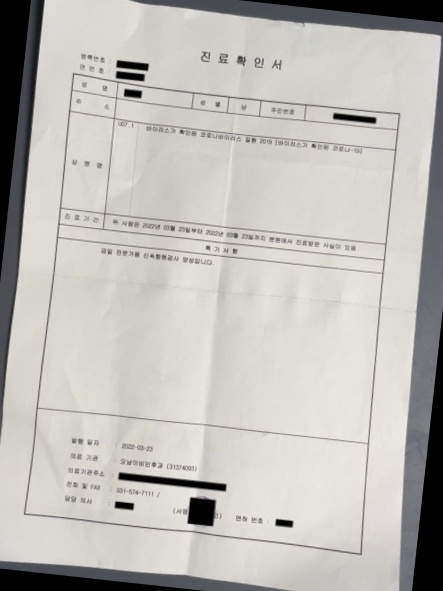 진 료 확 인 서
병록번호 :
연 번 호 :
성 명 성 별 남 주민번호
주 소
상 병 명 U07.1 바이러스가 확인된 코로나바이러스 질환 2019 [바이러스가 확인된 코로나-19]
진 료 기 간 위 사람은 2022년 03월 23일부터 2022년 03월 23일까지 본원에서 진료받은 사실이 있음
특 기 사 항
금일 전문가용 신속항원검사 양성입니다.
발행 일자 : 2022-03-23
의료 기관 : 오남이비인후과 (31374093)
의료기관주소 :
전화 및 FAX : 031-574-7111 /
담당 의사 : (서명 인) 면허 번호 :